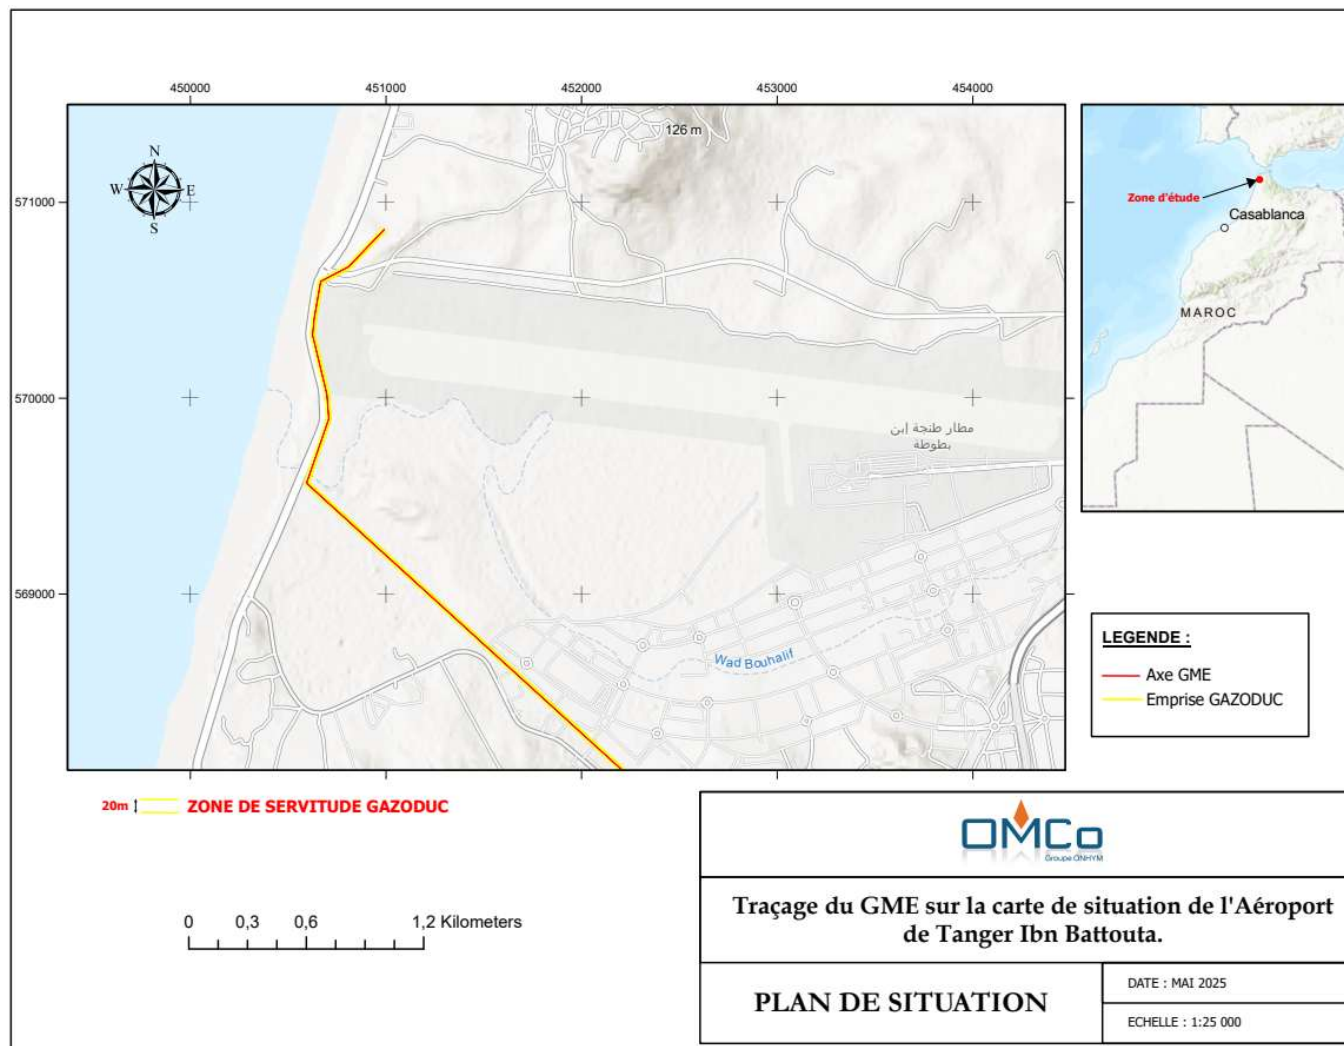 450000
451000
452000
453000
454000
571000
570000
569000
N
W
E
S
126 m
مطار طنجة إبن
بطوطة
Wad Bouhalif
Zone d'étude
Casablanca
MAROC
LEGENDE :
Axe GME
Emprise GAZODUC
20m
ZONE DE SERVITUDE GAZODUC
0 0,3 0,6 1,2 Kilometers
OMCo
Groupe ONHYM
Traçage du GME sur la carte de situation de l'Aéroport
de Tanger Ibn Battouta.
PLAN DE SITUATION
DATE : MAI 2025
ECHELLE : 1:25 000